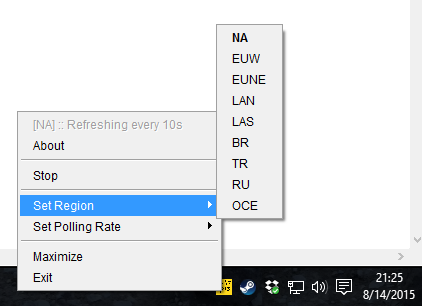 NA
EUW
EUNE
LAN
LAS
BR
TR
RU
OCE
[NA] :: Refreshing every 10s
About
Stop
Set Region
Set Polling Rate
Maximize
Exit
21:25
8/14/2015